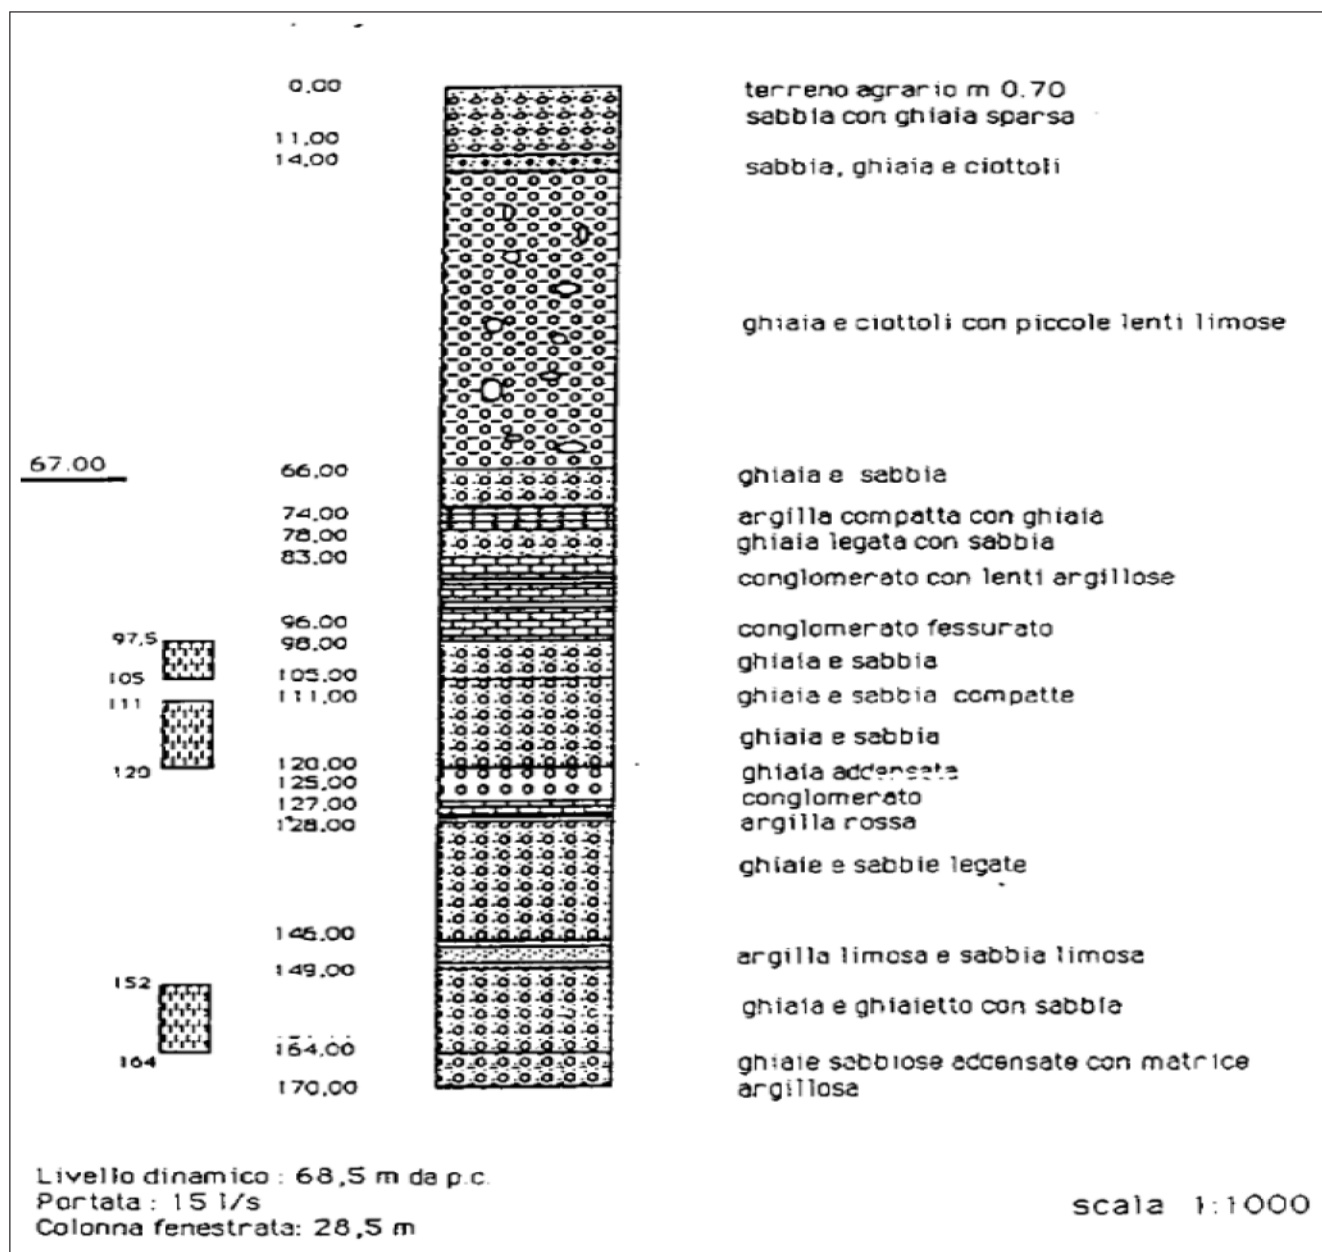 0,00 terreno agrario m 0.70
sabbia con ghiaia sparsa
11,00
14,00 sabbia, ghiaia e ciottoli
ghiaia e ciottoli con piccole lenti limose
67.00 66,00 ghiaia e sabbia
74,00 argilla compatta con ghiaia
78,00 ghiaia legata con sabbia
83,00
conglomerato con lenti argillose
96.00 conglomerato fessurato
97,5 98,00
ghiaia e sabbia
105 105,00
111 111,00 ghiaia e sabbia compatte
ghiaia e sabbia
120 120,00 ghiaia addensata
125,00
127,00 conglomerato
128,00 argilla rossa
ghiaie e sabbie legate
146,00
argilla limosa e sabbia limosa
149,00
152
ghiaia e ghiaietto con sabbia
164 164,00
ghiaie sabbiose addensate con matrice
170,00 argillosa
Livello dinamico : 68,5 m da p.c.
Portata : 15 l/s
Colonna fenestrata: 28,5 m
scala 1:1000